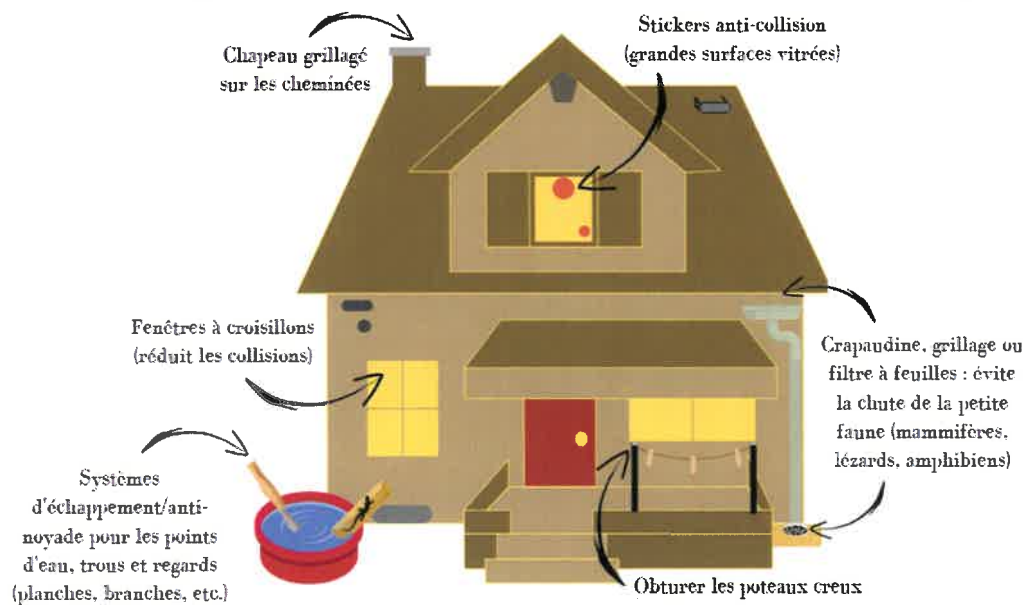 Stickers anti-collision
(grandes surfaces vitrées)
Chapeau grillagé
sur les cheminées
Fenêtres à croisillons
(réduit les collisions)
Crapaudine, grillage ou
filtre à feuilles : évite
la chute de la petite
faune (mammifères,
lézards, amphibiens)
Systèmes
d'échappement/anti-
noyade pour les points
d'eau, trous et regards
(planches, branches, etc.)
Obturer les poteaux creux